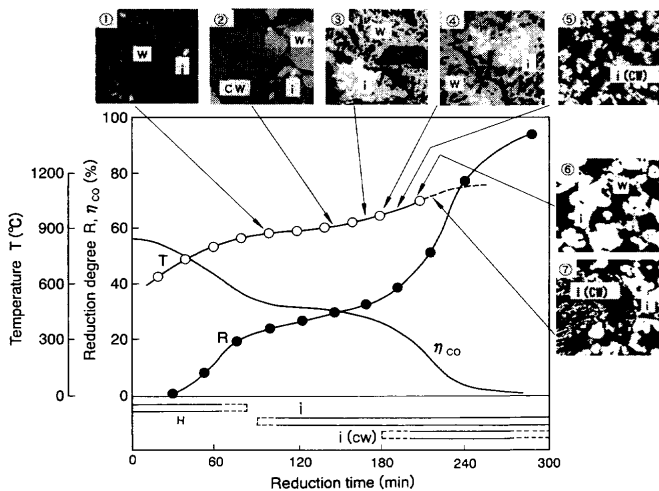 ① ② ③ ④ ⑤
W i
W CW i
W i
W i
i (CW)
⑥
W i
⑦
i (CW) i
Temperature T (°C)
1200
900
600
300
0
Reduction degree R, ηCO (%)
100
80
60
40
20
0
T
R
ηCO
H
i
i (CW)
0 60 120 180 240 300
Reduction time (min)